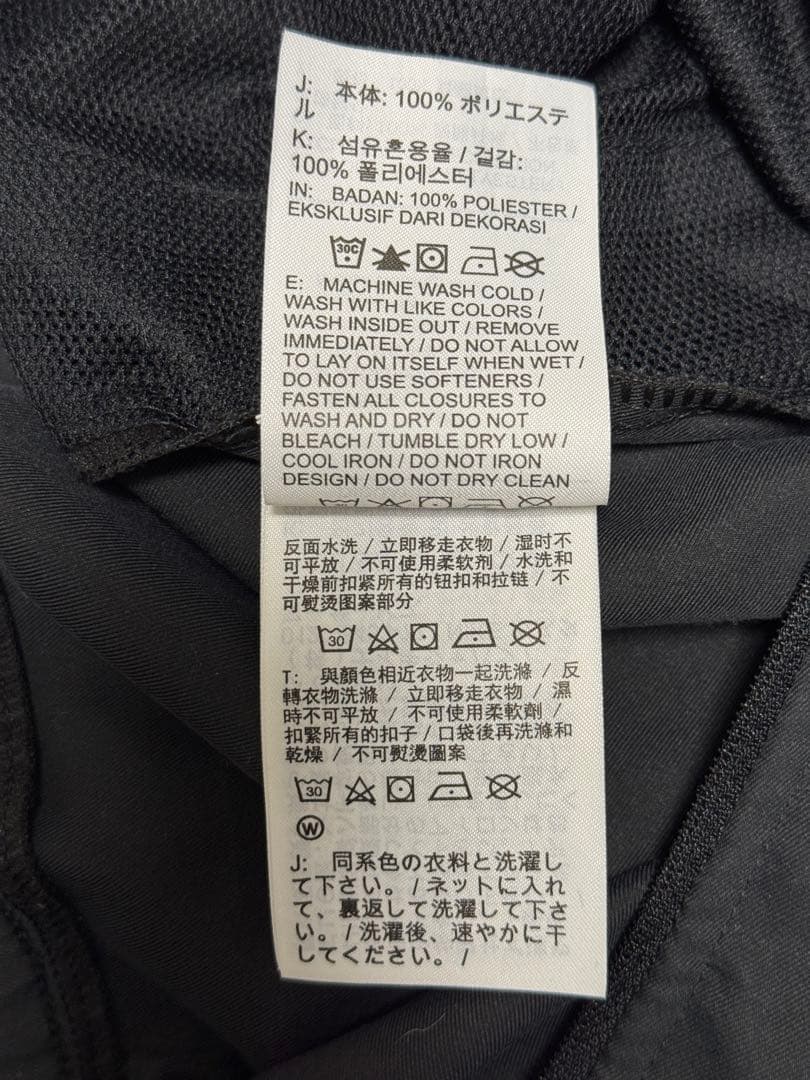 J: 本体: 100% ポリエステ
ル
K: 섬유혼용율 / 겉감:
100% 폴리에스터
IN: BADAN: 100% POLIESTER /
EKSKLUSIF DARI DEKORASI
30C
E: MACHINE WASH COLD /
WASH WITH LIKE COLORS /
WASH INSIDE OUT / REMOVE
IMMEDIATELY / DO NOT ALLOW
TO LAY ON ITSELF WHEN WET /
DO NOT USE SOFTENERS /
FASTEN ALL CLOSURES TO
WASH AND DRY / DO NOT
BLEACH / TUMBLE DRY LOW /
COOL IRON / DO NOT IRON
DESIGN / DO NOT DRY CLEAN
反面水洗 / 立即移走衣物 / 湿时不
可平放 / 不可使用柔软剂 / 水洗和
干燥前扣紧所有的钮扣和拉链 / 不
可熨烫图案部分
30
T: 與顏色相近衣物一起洗滌 / 反
轉衣物洗滌 / 立即移走衣物 / 濕
時不可平放 / 不可使用柔軟劑 /
扣緊所有的扣子 / 口袋後再洗滌和
乾燥 / 不可熨燙圖案
30
W
J: 同系色の衣料と洗濯し
て下さい。 / ネットに入れ
て、裏返して洗濯して下さ
い。 / 洗濯後、速やかに干
してください。 /